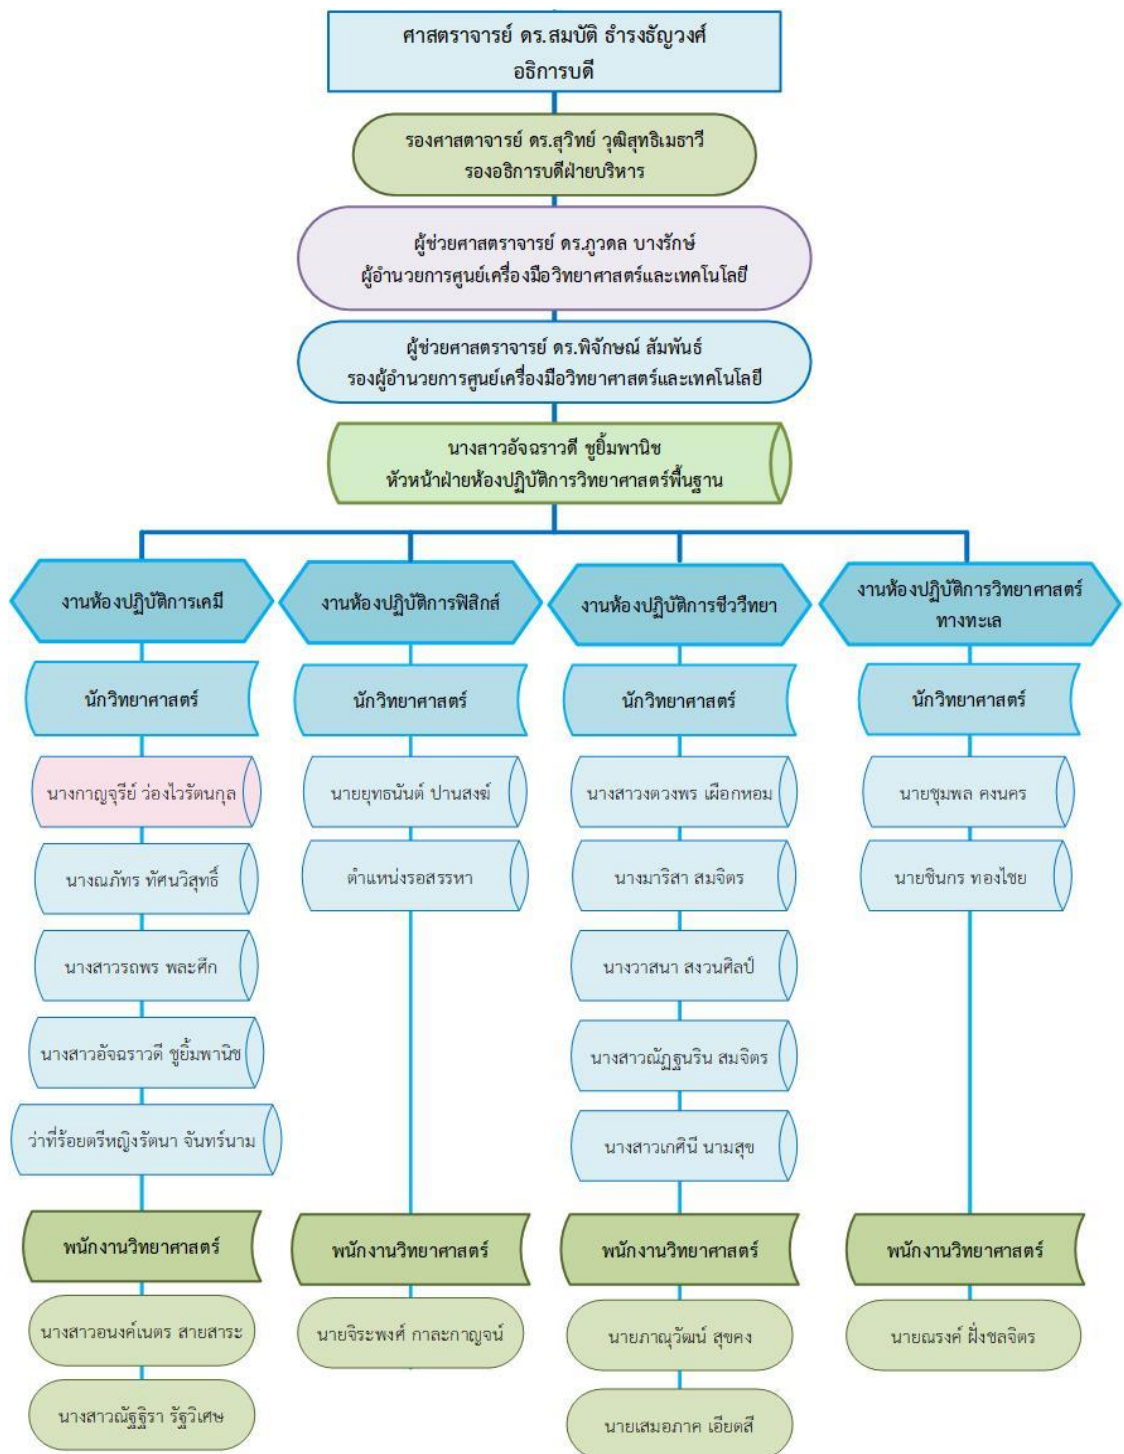 ศาสตราจารย์ ดร.สมบัติ ธำรงธัญวงศ์
อธิการบดี
รองศาสตาจารย์ ดร.สุวิทย์ วุฒิสุทธิเมธาวี
รองอธิการบดีฝ่ายบริหาร
ผู้ช่วยศาสตราจารย์ ดร.ภูวดล บางรักษ์
ผู้อำนวยการศูนย์เครื่องมือวิทยาศาสตร์และเทคโนโลยี
ผู้ช่วยศาสตราจารย์ ดร.พิจักษณ์ สัมพันธ์
รองผู้อำนวยการศูนย์เครื่องมือวิทยาศาสตร์และเทคโนโลยี
นางสาวอัจฉราวดี ชูยิ้มพานิช
หัวหน้าฝ่ายห้องปฏิบัติการวิทยาศาสตร์พื้นฐาน
งานห้องปฏิบัติการเคมี
นักวิทยาศาสตร์
นางกาญจุรีย์ ว่องไวรัตนกุล
นางณภัทร ทัศนวิสุทธิ์
นางสาวรถพร พละศึก
นางสาวอัจฉราวดี ชูยิ้มพานิช
ว่าที่ร้อยตรีหญิงรัตนา จันทร์นาม
พนักงานวิทยาศาสตร์
นางสาวอนงค์เนตร สายสาระ
นางสาวณัฐฐิรา รัฐวิเศษ
งานห้องปฏิบัติการฟิสิกส์
นักวิทยาศาสตร์
นายยุทธนันต์ ปานสงฆ์
ตำแหน่งรอสรรหา
พนักงานวิทยาศาสตร์
นายจิระพงศ์ กาละกาญจน์
งานห้องปฏิบัติการชีววิทยา
นักวิทยาศาสตร์
นางสาวงตวงพร เผือกหอม
นางมาริสา สมจิตร
นางวาสนา สงวนศิลป์
นางสาวณัฏฐนริน สมจิตร
นางสาวเกศินี นามสุข
พนักงานวิทยาศาสตร์
นายภาณุวัฒน์ สุขคง
นายเสมอภาค เอียตสี
งานห้องปฏิบัติการวิทยาศาสตร์
ทางทะเล
นักวิทยาศาสตร์
นายชุมพล คงนคร
นายชินกร ทองไชย
พนักงานวิทยาศาสตร์
นายณรงค์ ฝั่งชลจิตร